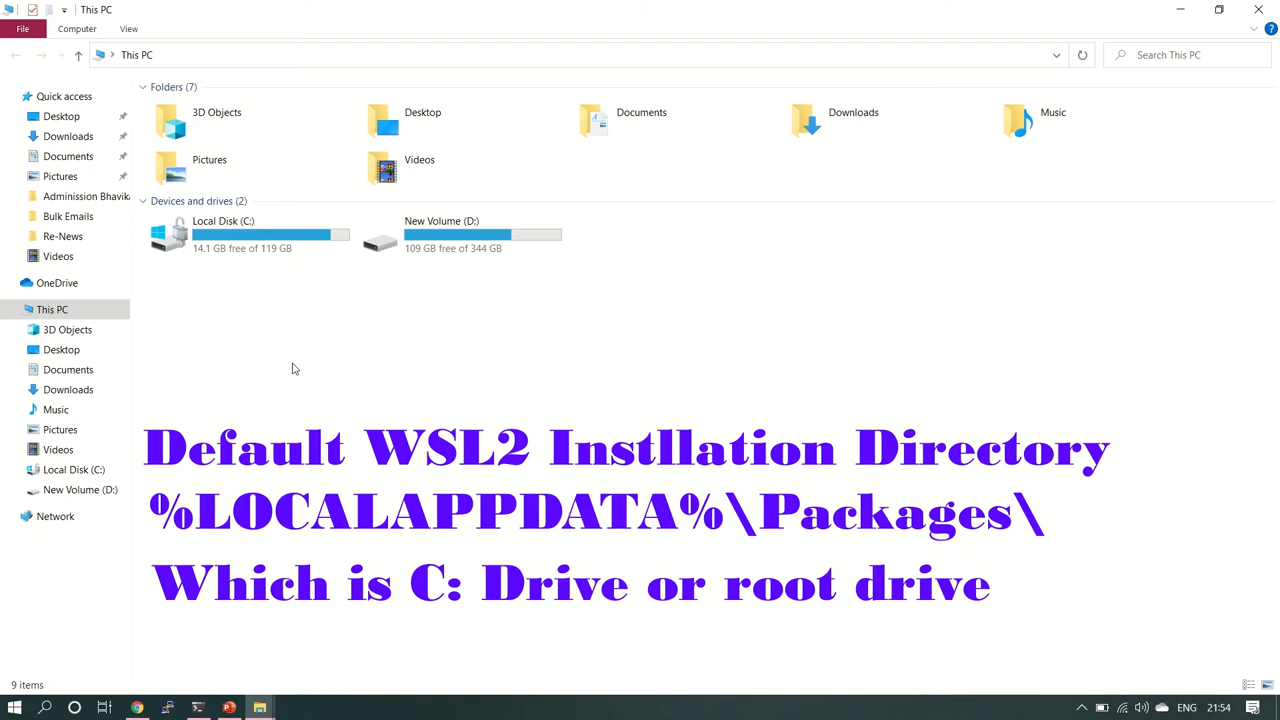 This PC
File
Computer
View
This PC
Search This PC
Quick access
Desktop
Downloads
Documents
Pictures
Adminission Bhavika
Bulk Emails
Re-News
Videos
OneDrive
This PC
3D Objects
Desktop
Documents
Downloads
Music
Pictures
Videos
Local Disk (C:)
New Volume (D:)
Network
Folders (7)
3D Objects
Desktop
Documents
Downloads
Music
Pictures
Videos
Devices and drives (2)
Local Disk (C:)
14.1 GB free of 119 GB
New Volume (D:)
109 GB free of 344 GB
Default WSL2 Instllation Directory
%LOCALAPPDATA%\Packages\
Which is C: Drive or root drive
9 items
ENG
21:54